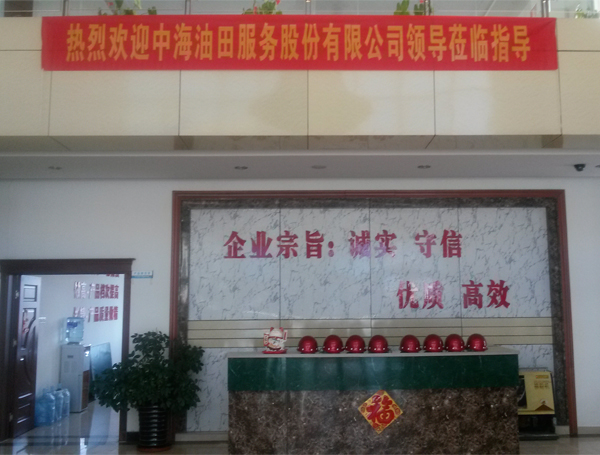 热烈欢迎中海油田服务股份有限公司领导莅临指导
企业宗旨：诚实 守信
优质 高效
福